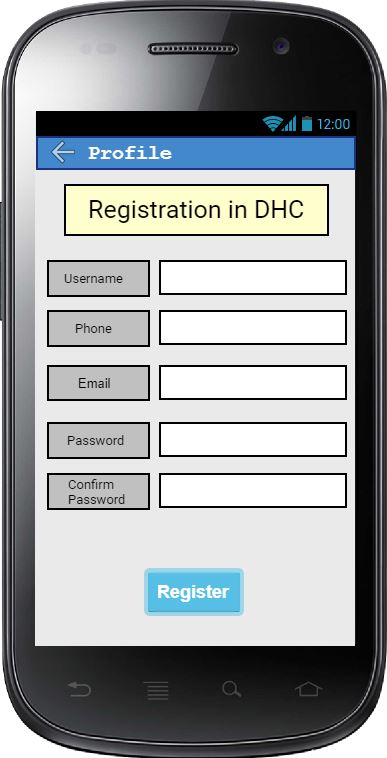 12:00
Profile
Registration in DHC
Username
Phone
Email
Password
Confirm
Password
Register